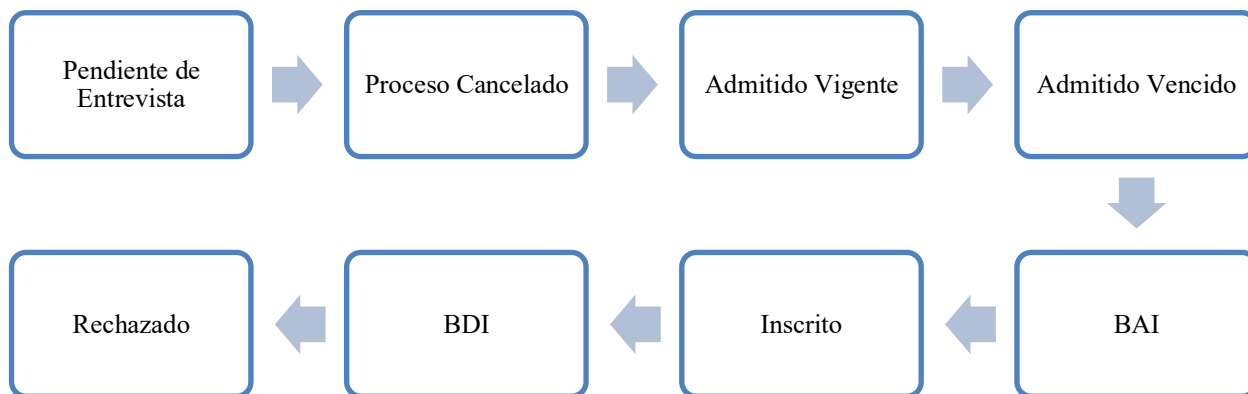 Pendiente de
Entrevista
Proceso Cancelado
Admitido Vigente
Admitido Vencido
BAI
Inscrito
BDI
Rechazado